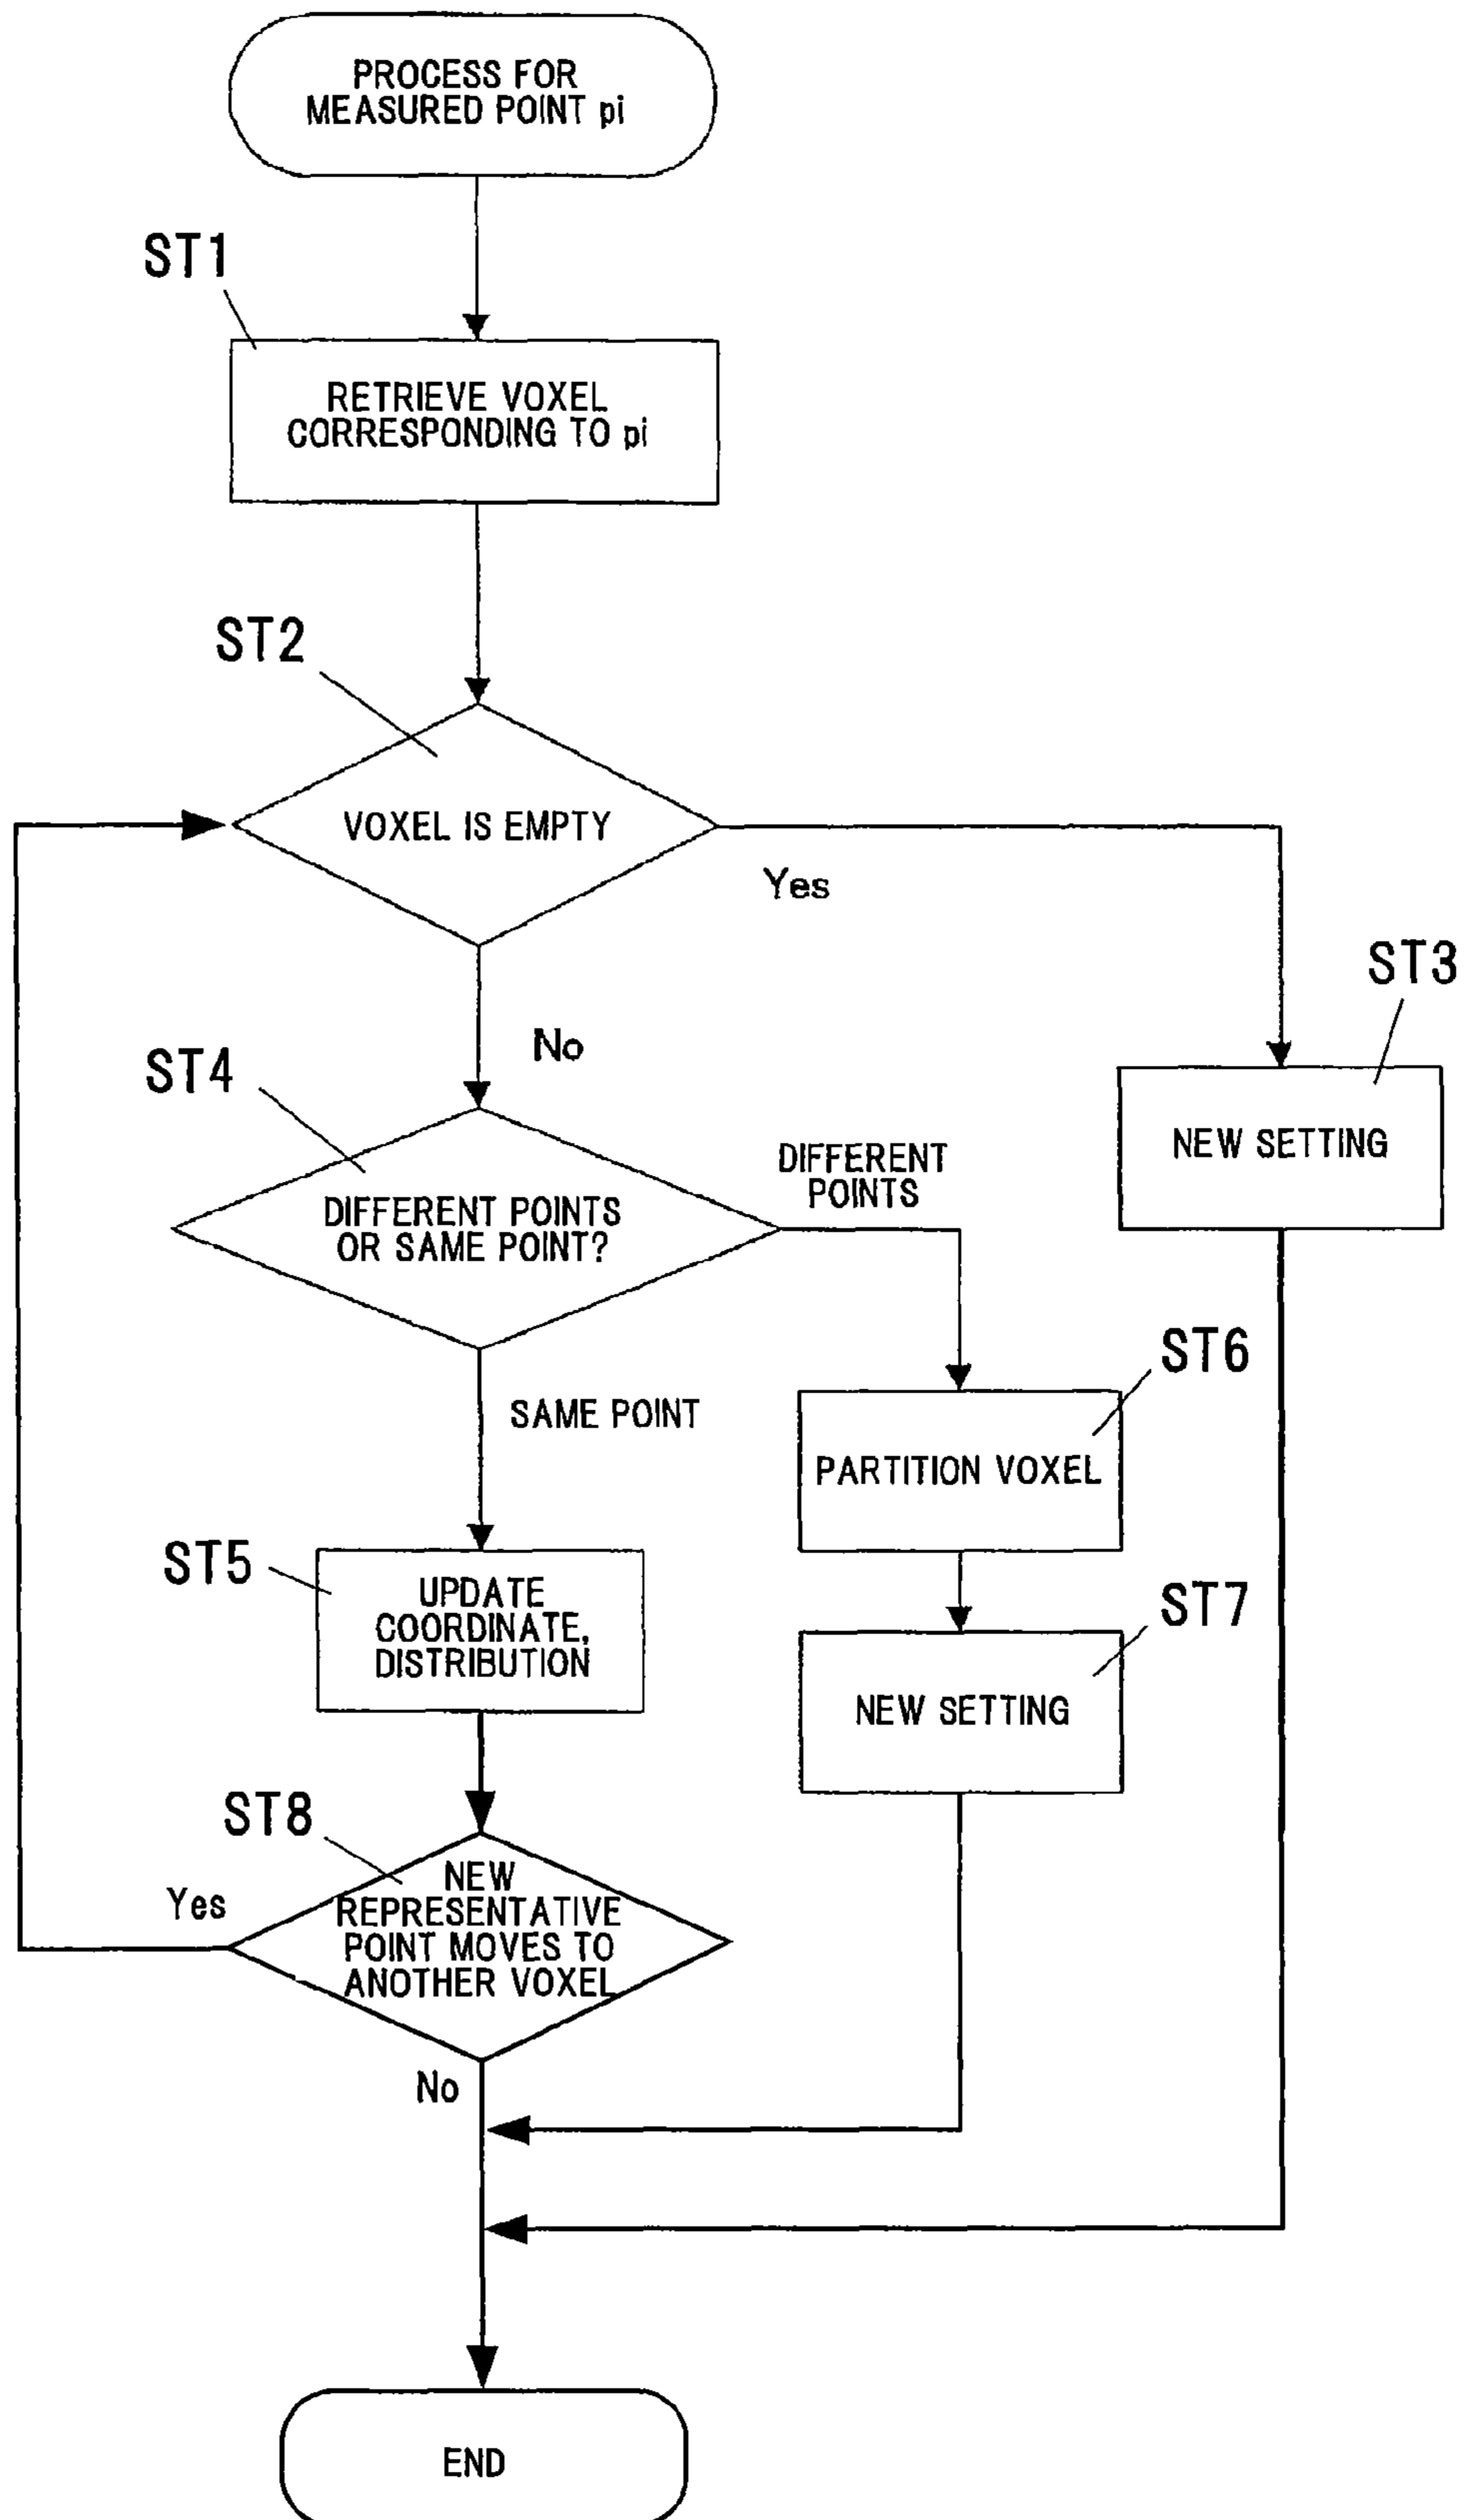 PROCESS FOR
MEASURED POINT pi
ST1
RETRIEVE VOXEL
CORRESPONDING TO pi
ST2
VOXEL IS EMPTY
Yes
ST3
No
ST4
NEW SETTING
DIFFERENT
POINTS
DIFFERENT POINTS
OR SAME POINT?
ST6
SAME POINT
PARTITION VOXEL
ST5
UPDATE
COORDINATE,
DISTRIBUTION
ST7
NEW SETTING
ST8
NEW
REPRESENTATIVE
POINT MOVES TO
ANOTHER VOXEL
Yes
No
END